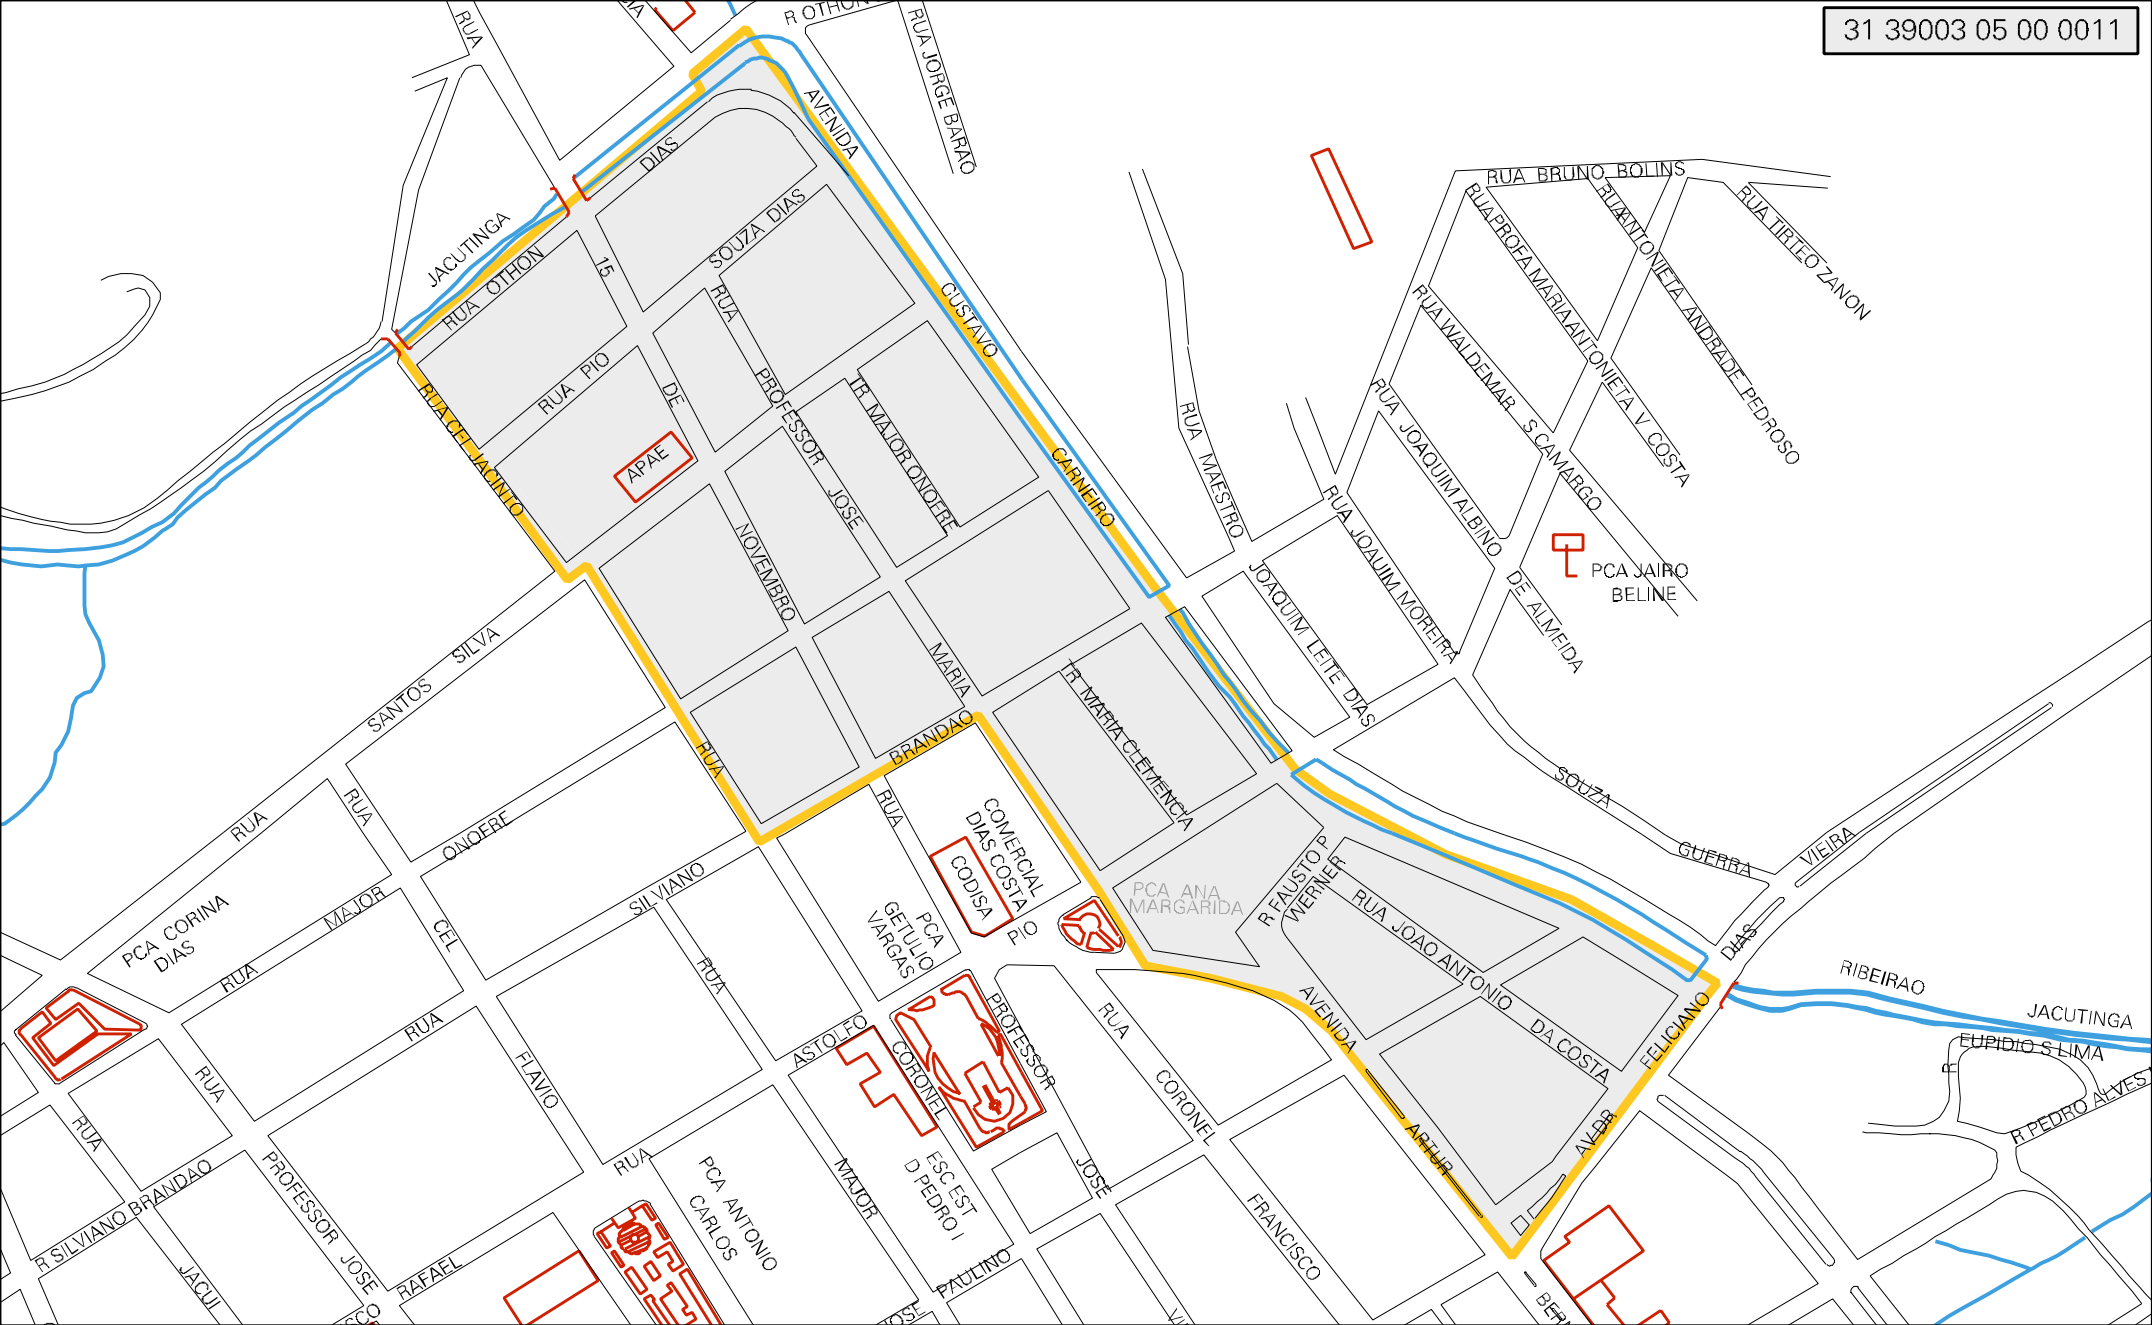 31 39003 05 00 0011
RUA
R OTHON
RUA JORGE BARAO
AVENIDA
DIAS
JACUTINGA
RUA OTHON
15
SOUZA DIAS
RUA BRUNO BOLINS
RUA PROFA MARIA ANTONIETA V COSTA
RUA ANTONIETA ANDRADE PEDROSO
RUA TIRTEO ZANON
GUSTAVO
RUA
RUA WALDEMAR S CAMARGO
RUA PIO
DE
PROFESSOR
TR MAJOR ONOFRE
RUA CEL JACINTO
APAE
JOSE
CARNEIRO
RUA MAESTRO
RUA JOAQUIM ALBINO
DE ALMEIDA
RUA JOAQUIM MOREIRA
NOVEMBRO
JOAQUIM LEITE DIAS
PCA JAIRO
BELINE
SANTOS SILVA
MARIA
TR MARIA CLEMENCIA
RUA
BRANDAO
SOUZA
GUERRA
VIEIRA
DIAS
RUA
RUA
ONOFRE
RUA
COMERCIAL
DIAS COSTA
CODISA
PIO
PCA ANA
MARGARIDA
R FAUSTO P
WERNER
RUA JOAO ANTONIO DA COSTA
SILVIANO
PCA CORINA
DIAS
RUA
MAJOR
CEL
PCA
GETULIO
VARGAS
RUA
RIBEIRAO
JACUTINGA
EUPIDIO S LIMA
R
R PEDRO ALVES
FELICIANO
AV DR
AVENIDA
ARTUR
RUA
CORONEL
FRANCISCO
PROFESSOR
JOSE
ASTOLFO
CORONEL
RUA
FLAVIO
RUA
RUA
RUA
MAJOR
ESC EST
D PEDRO I
PCA ANTONIO
CARLOS
R SILVIANO BRANDAO
PROFESSOR JOSE
JACUI
RAFAEL
PAULINO